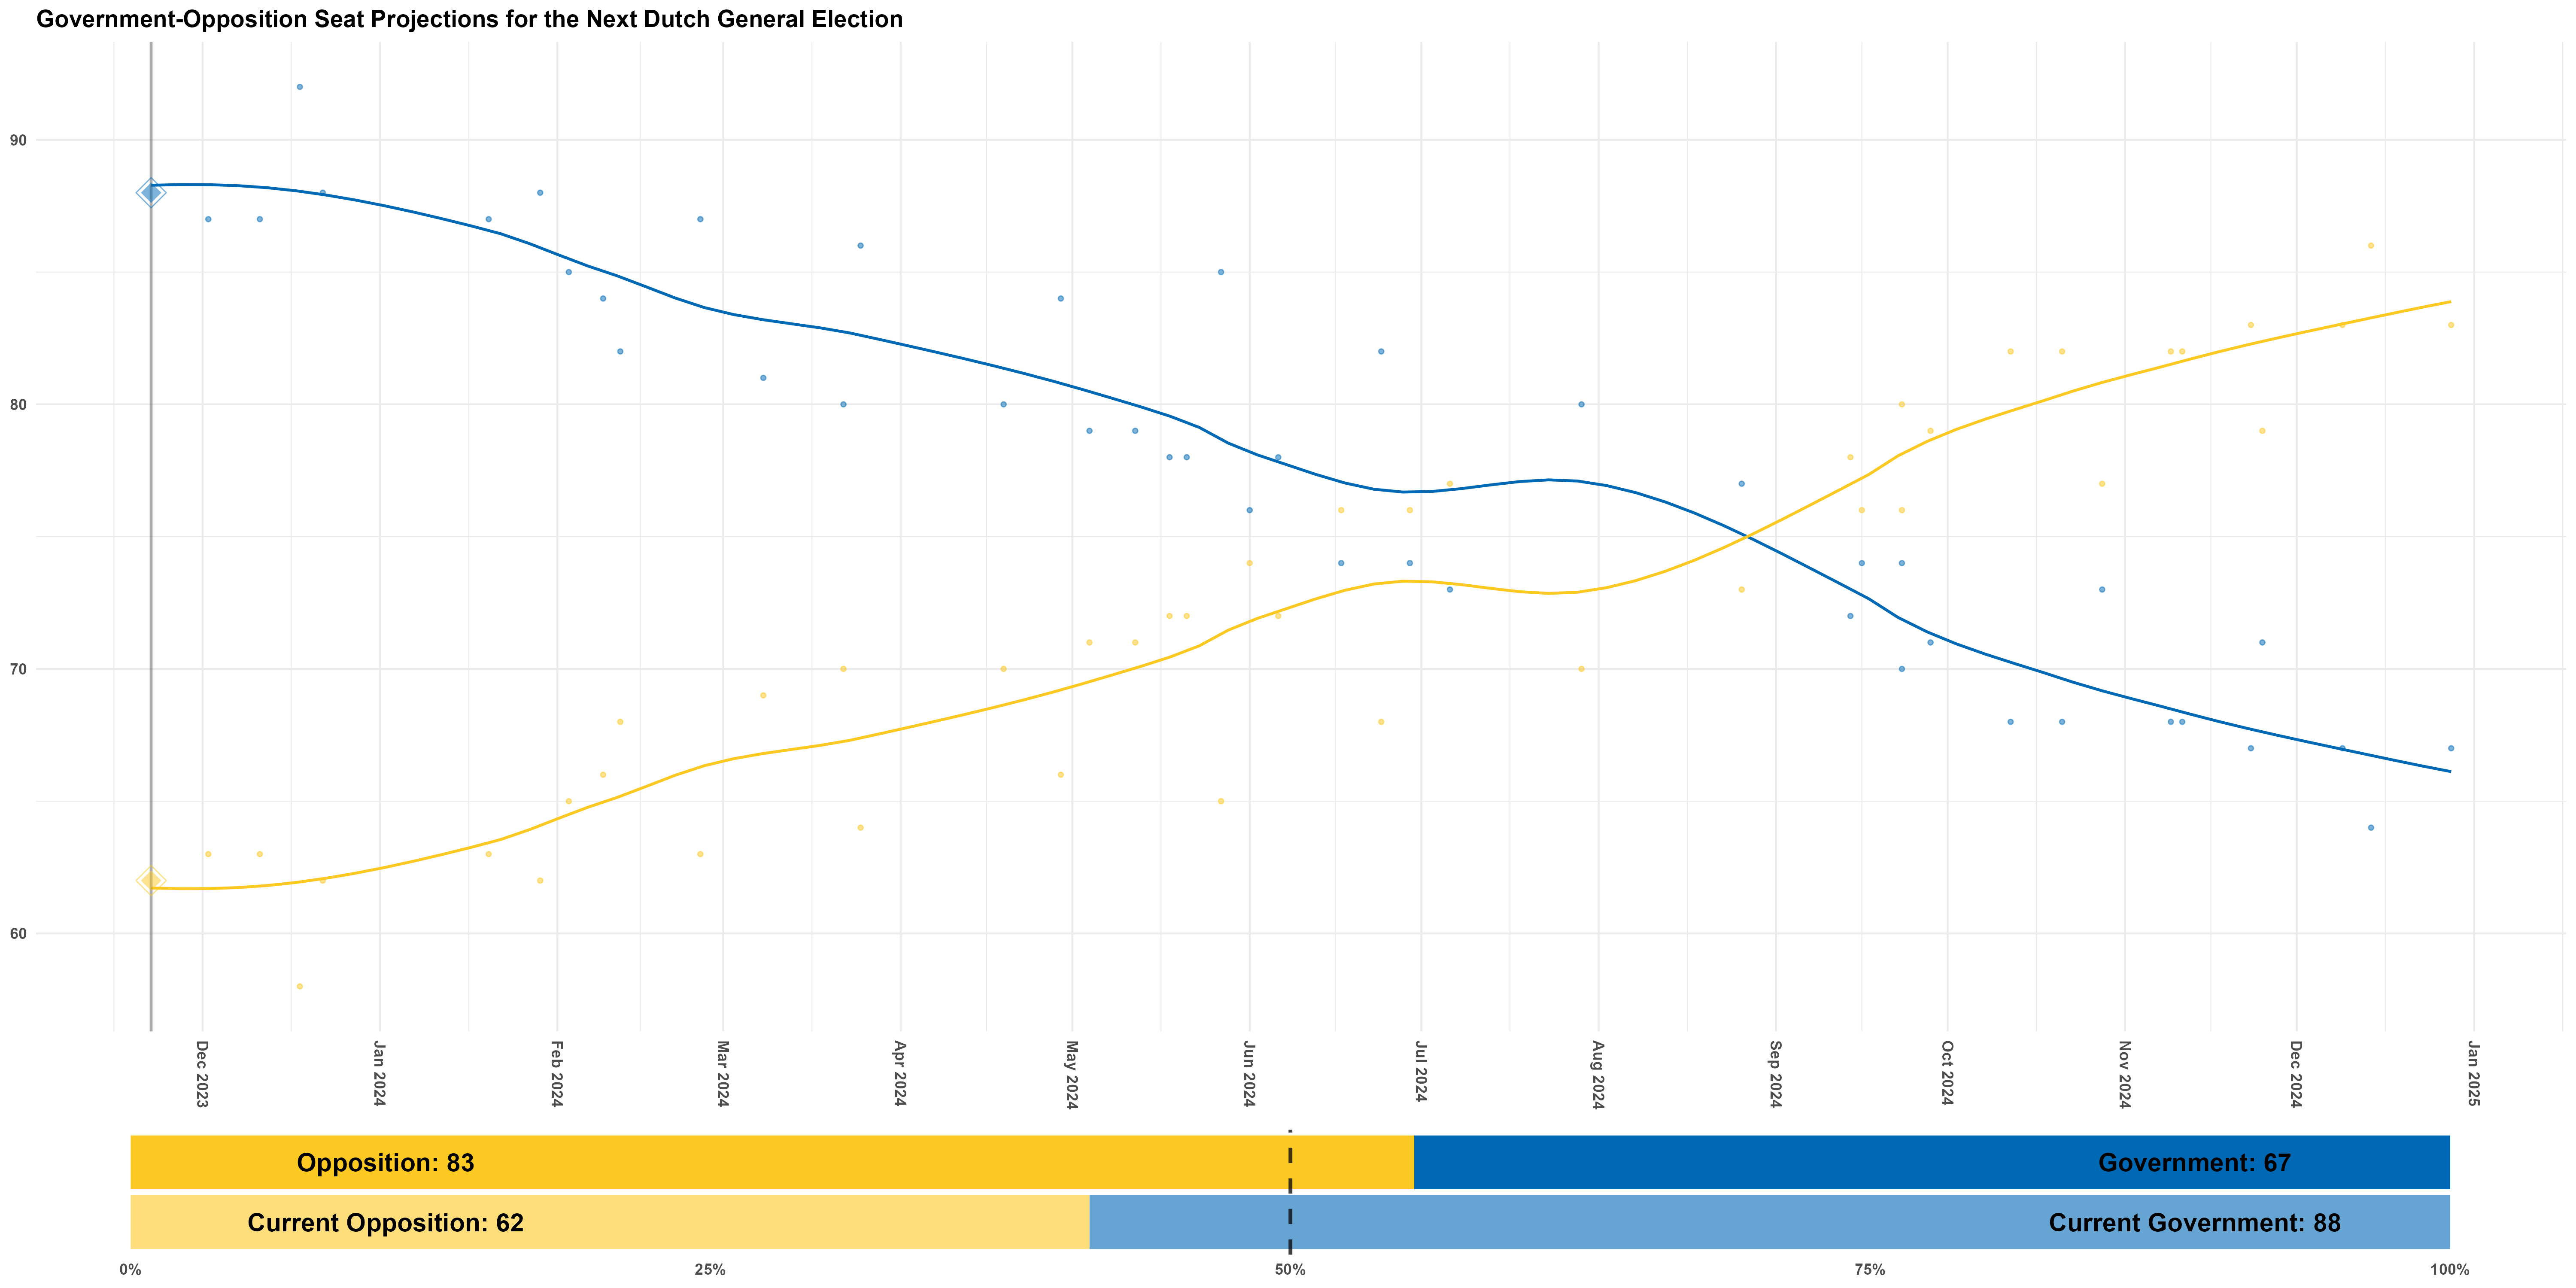 Government-Opposition Seat Projections for the Next Dutch General Election
90
80
70
60
Dec 2023
Jan 2024
Feb 2024
Mar 2024
Apr 2024
May 2024
Jun 2024
Jul 2024
Aug 2024
Sep 2024
Oct 2024
Nov 2024
Dec 2024
Jan 2025
Opposition: 83
Government: 67
Current Opposition: 62
Current Government: 88
0%
25%
50%
75%
100%